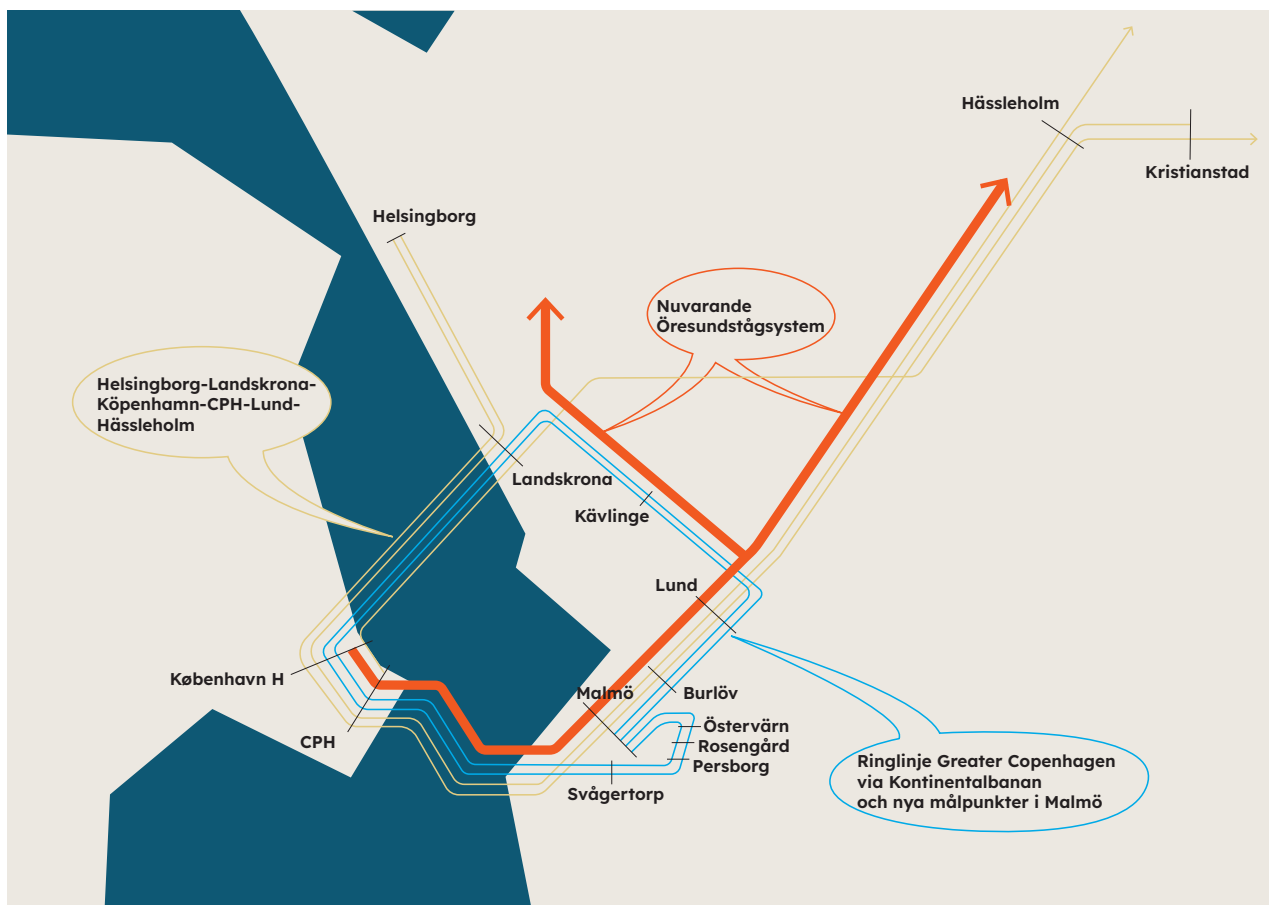 Hässleholm
Kristianstad
Helsingborg
Nuvarande
Öresundstågsystem
Helsingborg-Landskrona-
Köpenhamn-CPH-Lund-
Hässleholm
Landskrona
Kävlinge
Lund
København H
Malmö
Burlöv
Östervärn
CPH
Rosengård
Persborg
Svågertorp
Ringlinje Greater Copenhagen
via Kontinentalbanan
och nya målpunkter i Malmö